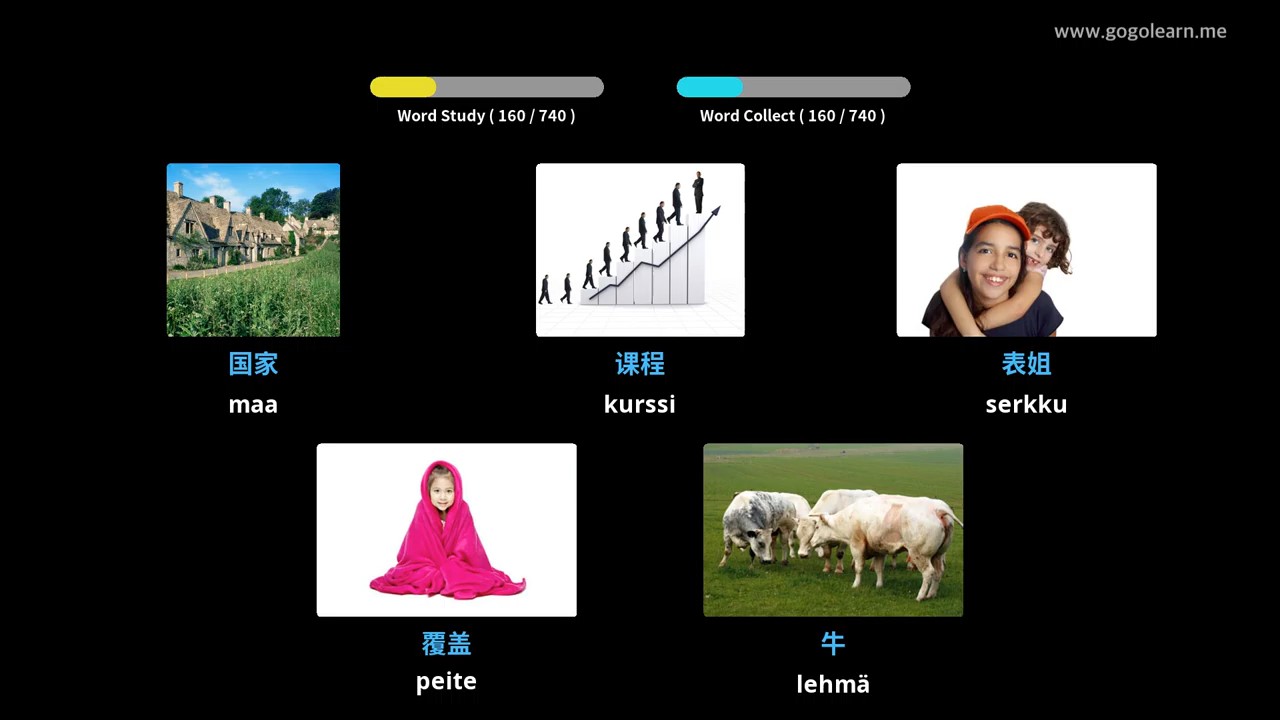 www.gogolearn.me
Word Study ( 160 / 740 )
Word Collect ( 160 / 740 )
国家
maa
课程
kurssi
表姐
serkku
覆盖
peite
牛
lehmä